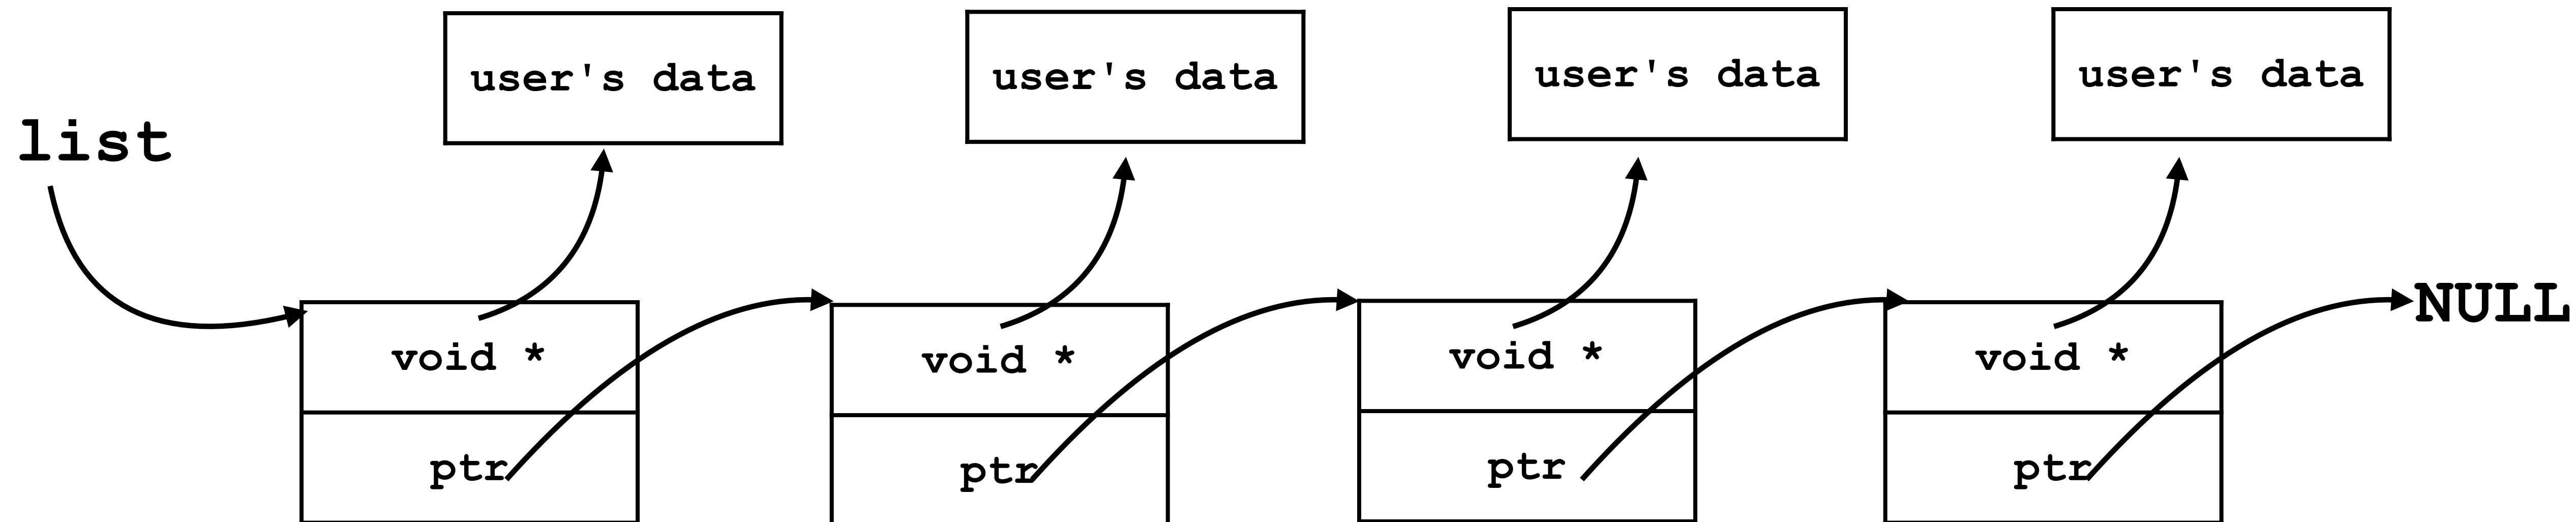 user's data
user's data
user's data
user's data
list
NULL
void *
void *
void *
void *
ptr
ptr
ptr
ptr